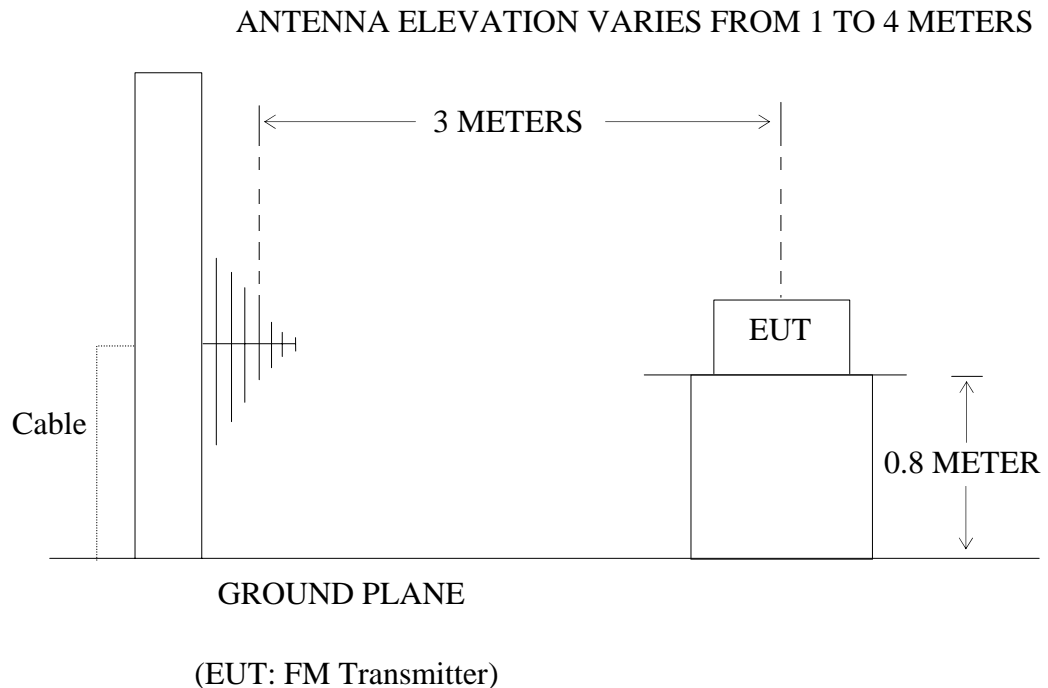 ANTENNA ELEVATION VARIES FROM 1 TO 4 METERS
3 METERS
EUT
Cable
0.8 METER
GROUND PLANE
(EUT: FM Transmitter)